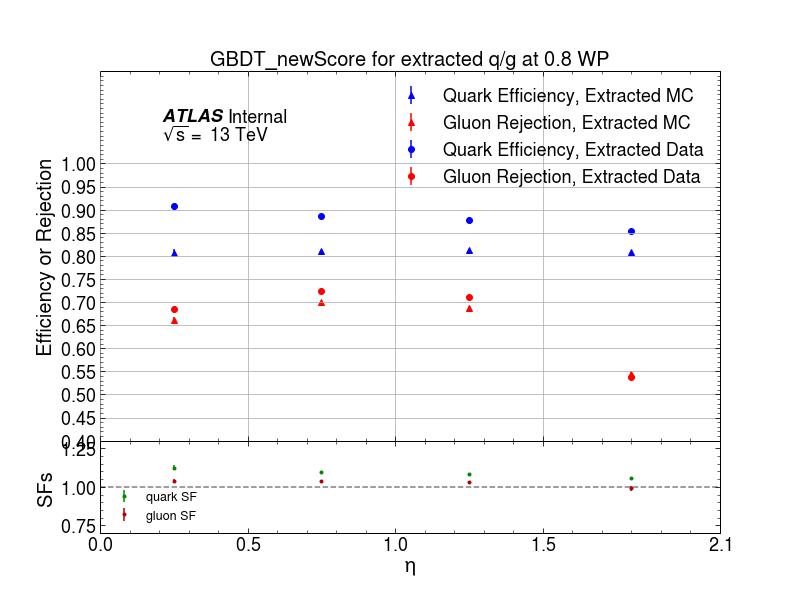 GBDT_newScore for extracted q/g at 0.8 WP
ATLAS Internal
√s = 13 TeV
Quark Efficiency, Extracted MC
Gluon Rejection, Extracted MC
Quark Efficiency, Extracted Data
Gluon Rejection, Extracted Data
Efficiency or Rejection
1.00
0.95
0.90
0.85
0.80
0.75
0.70
0.65
0.60
0.55
0.50
0.45
0.40
SFs
1.25
1.00
0.75
quark SF
gluon SF
0.0 0.5 1.0 1.5 2.1
η